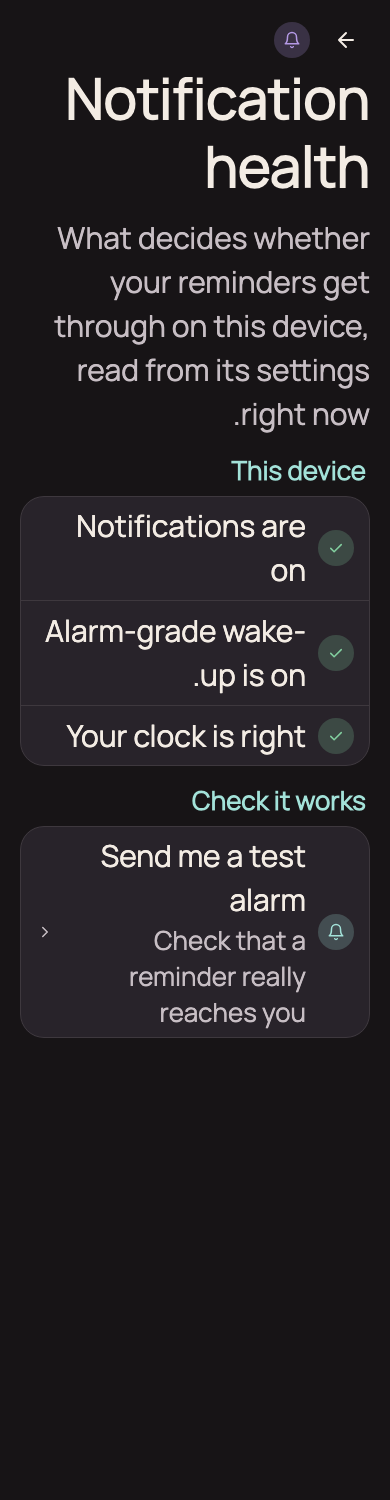 Notification
health
What decides whether
your reminders get
through on this device,
read from its settings
.right now
This device
Notifications are
on
Alarm-grade wake-
.up is on
Your clock is right
Check it works
Send me a test
alarm
Check that a
reminder really
reaches you